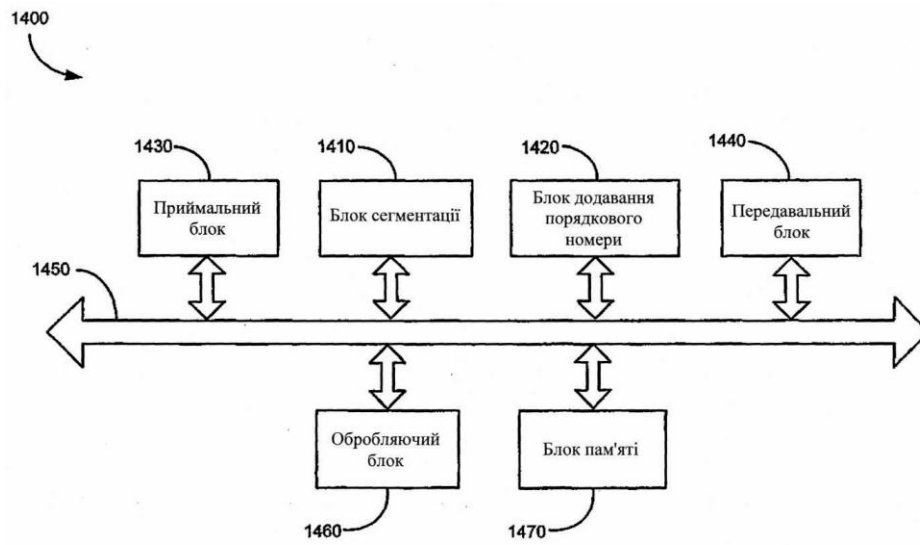 1400
1430
1410
1420
1440
Приймальний
блок
Блок сегментації
Блок додавання
порядкового
номери
Передавальний
блок
1450
Обробляючий
блок
Блок пам'яті
1460
1470